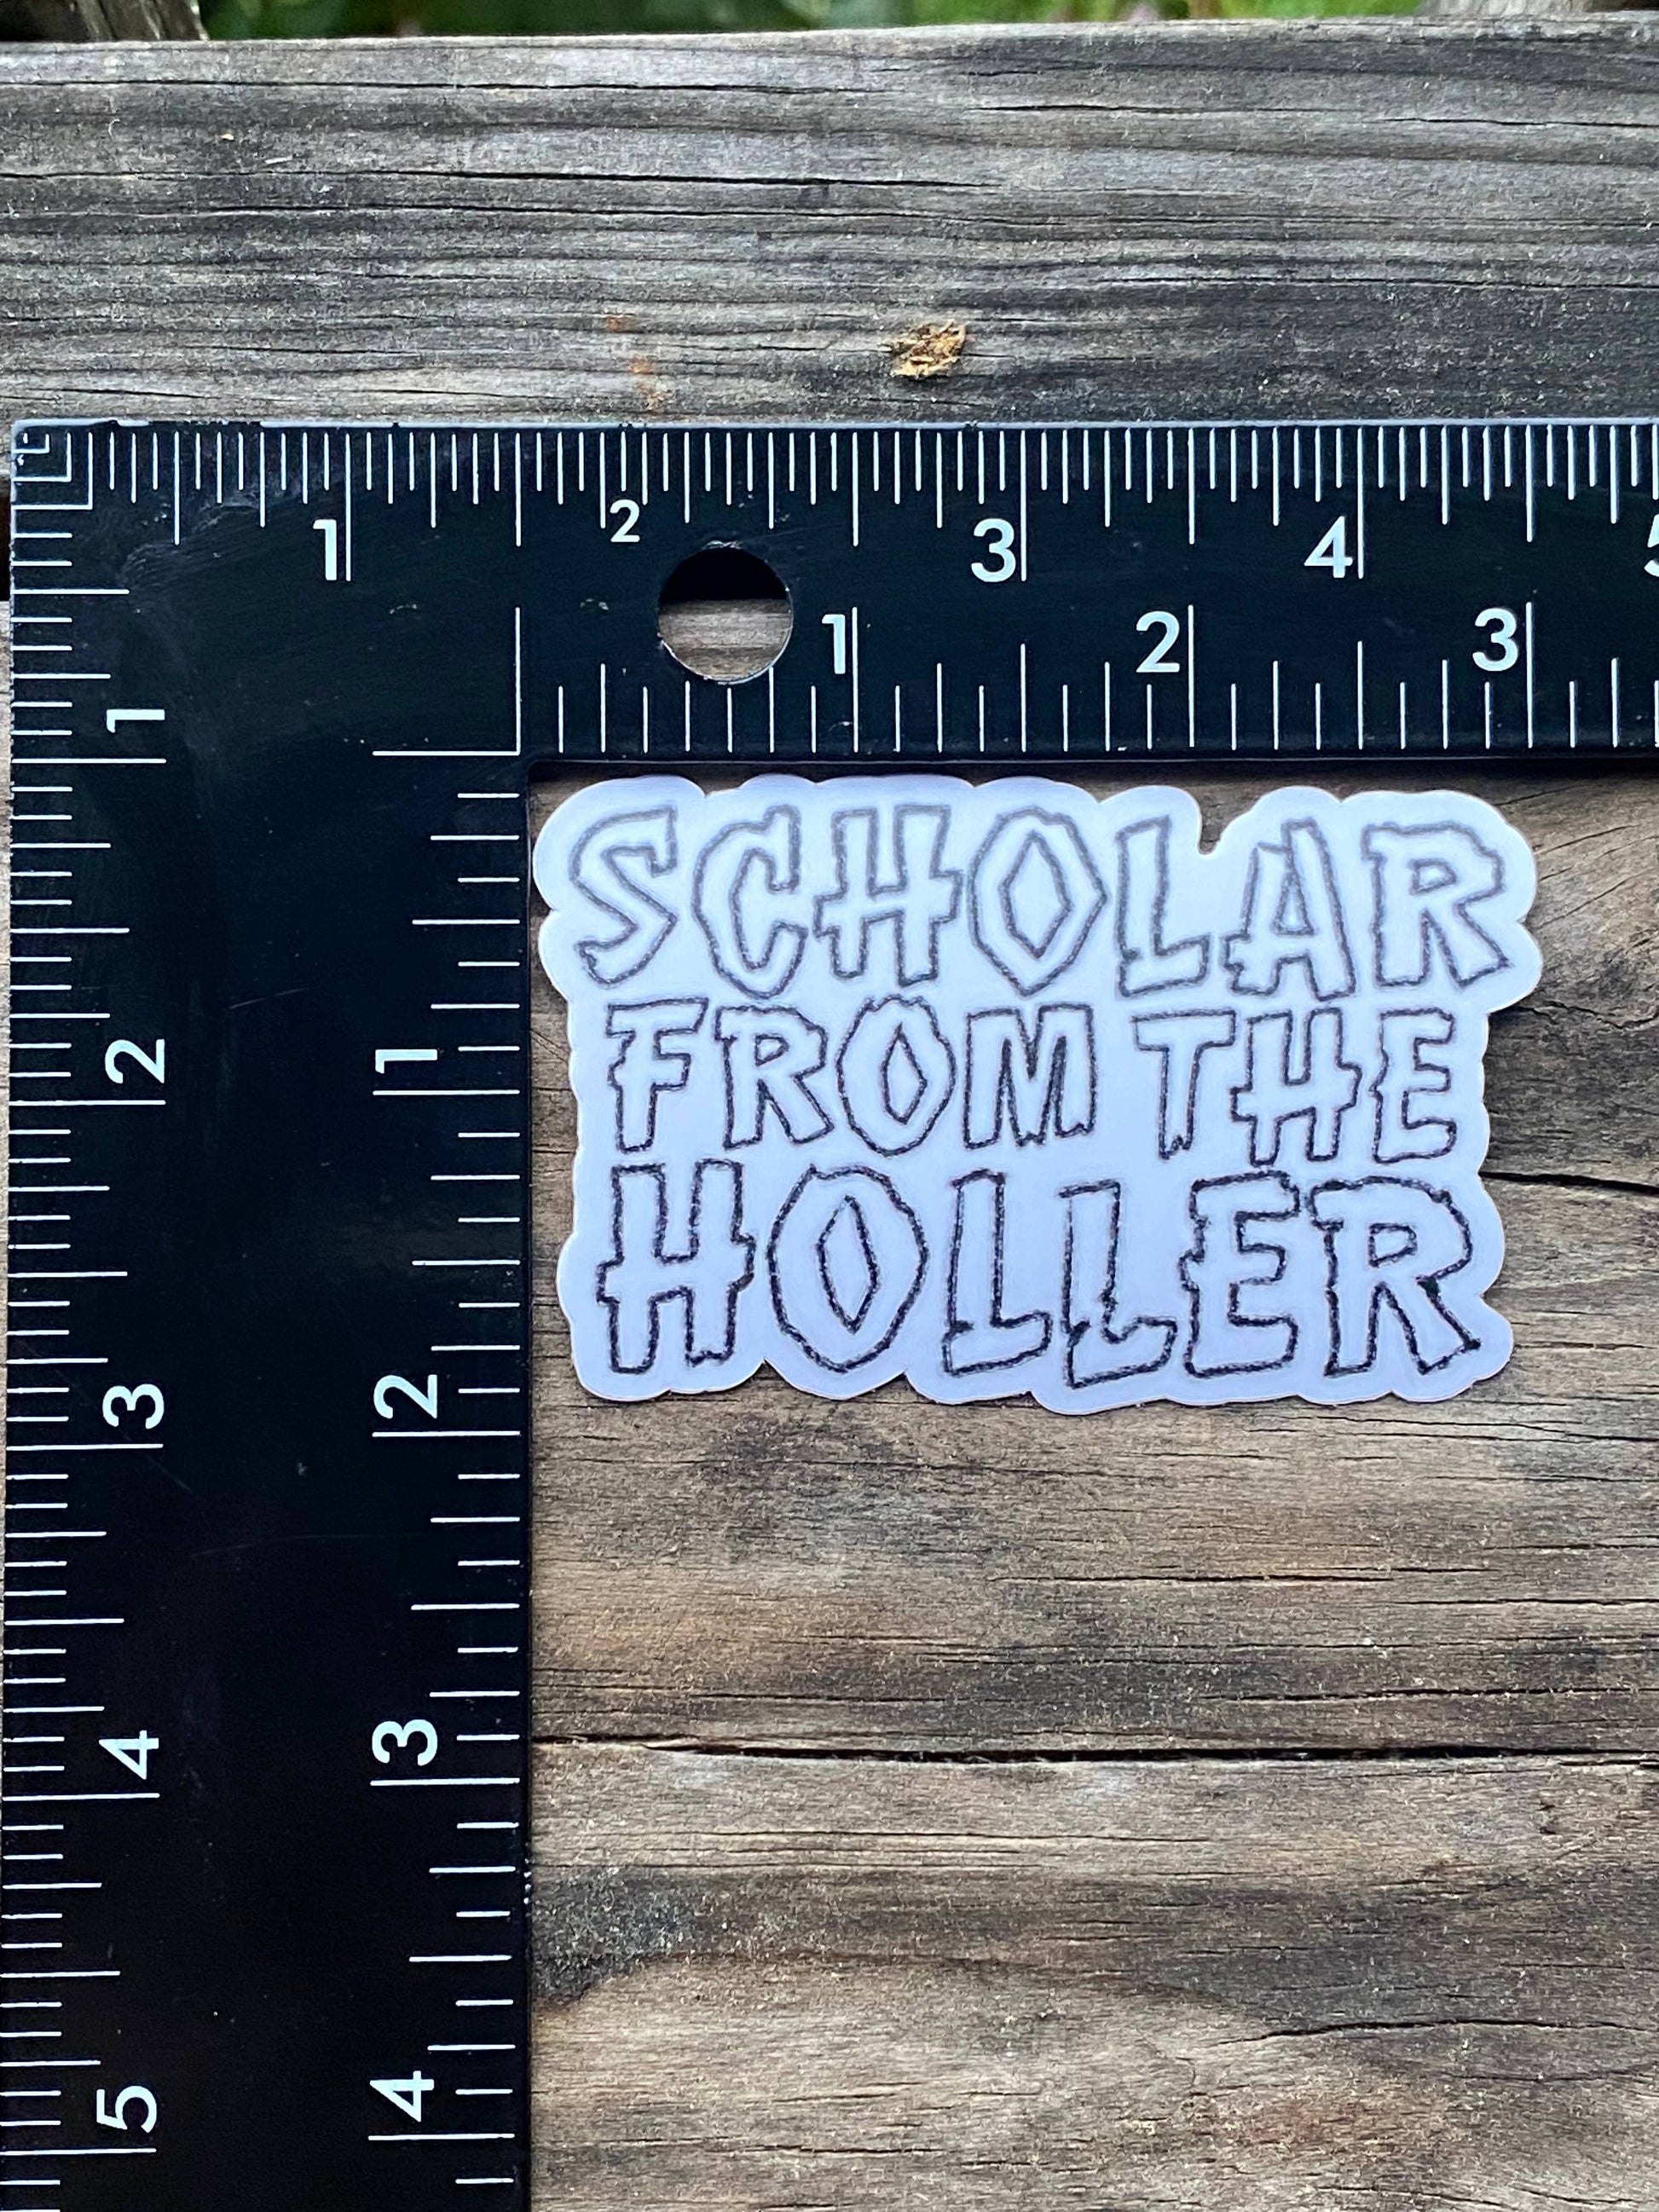 1 2 3 4 5
1 2 3
1 2 3 4 5
1 2 3 4
SCHOLAR
FROM THE
HOLLER